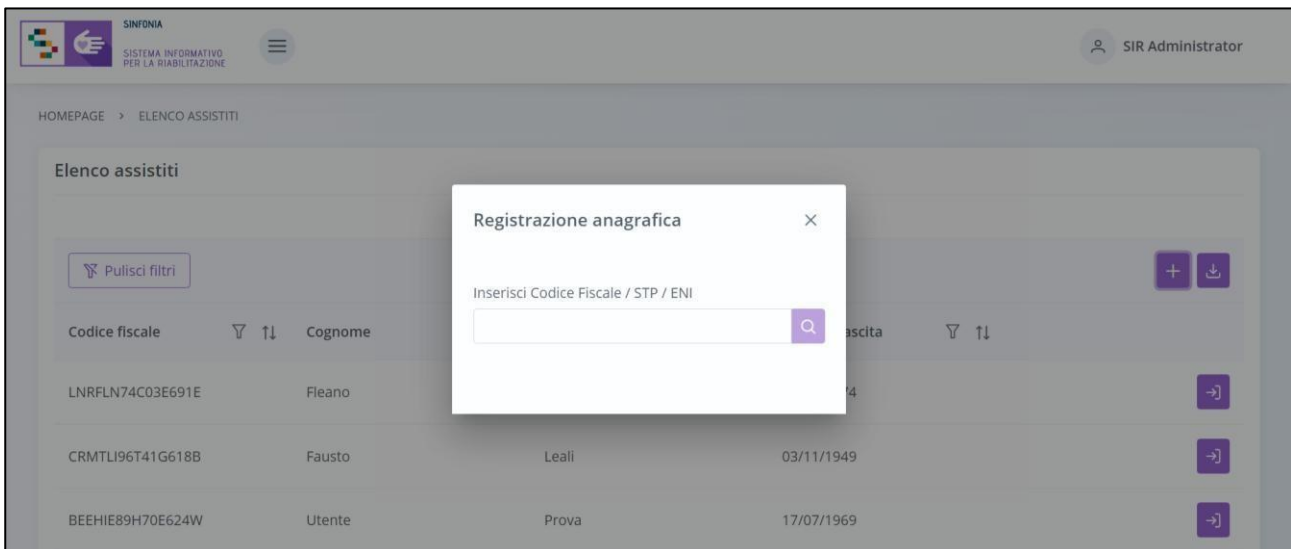 SINFONIA
SISTEMA INFORMATIVO
PER LA RIABILITAZIONE
SIR Administrator
HOMEPAGE > ELENCO ASSISTITI
Elenco assistiti
Registrazione anagrafica
Pulisci filtri
Inserisci Codice Fiscale / STP / ENI
Codice fiscale Cognome ascita
LNRFLN74C03E691E Fleano
CRMTLI96T41G618B Fausto Leali 03/11/1949
BEEHIE89H70E624W Utente Prova 17/07/1969